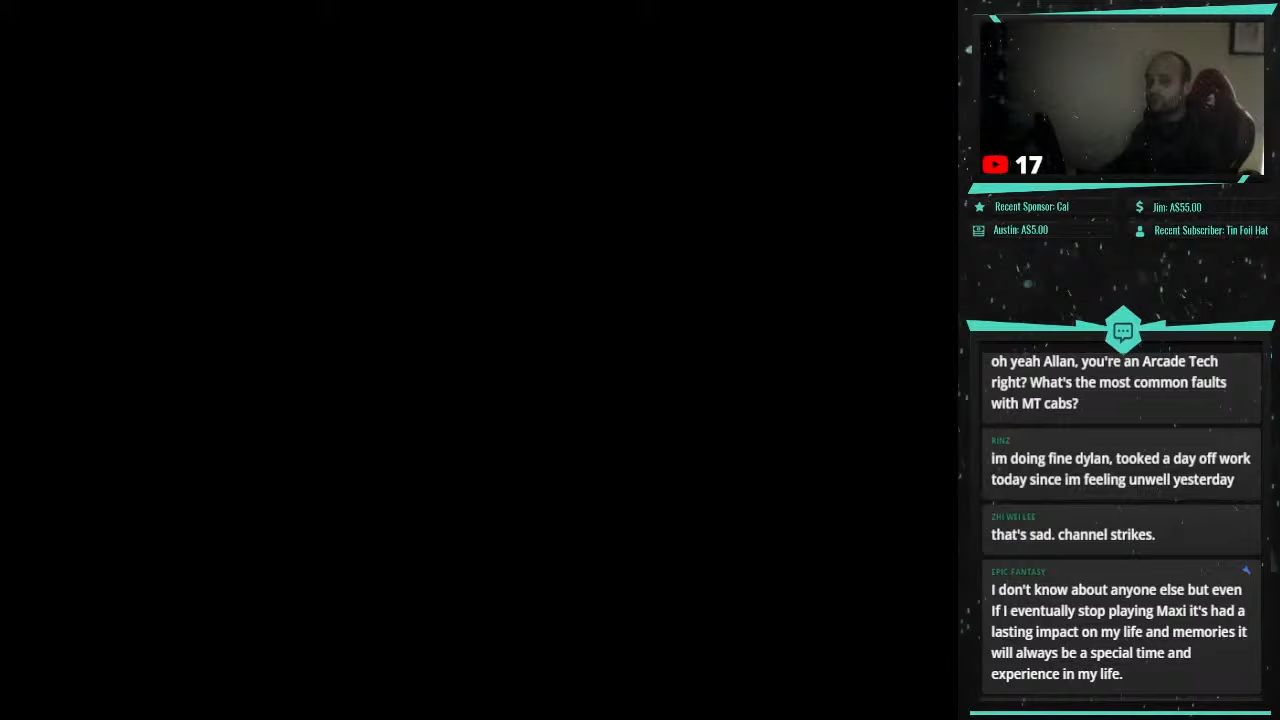 17
Recent Sponsor: Cal
Jim: A$55.00
Austin: A$5.00
Recent Subscriber: Tin Foil Hat
oh yeah Allan, you're an Arcade Tech
right? What's the most common faults
with MT cabs?
RINZ
im doing fine dylan, tooked a day off work
today since im feeling unwell yesterday
ZHI WEI LEE
that's sad. channel strikes.
EPIC FANTASY
I don't know about anyone else but even
If I eventually stop playing Maxi it's had a
lasting impact on my life and memories it
will always be a special time and
experience in my life.